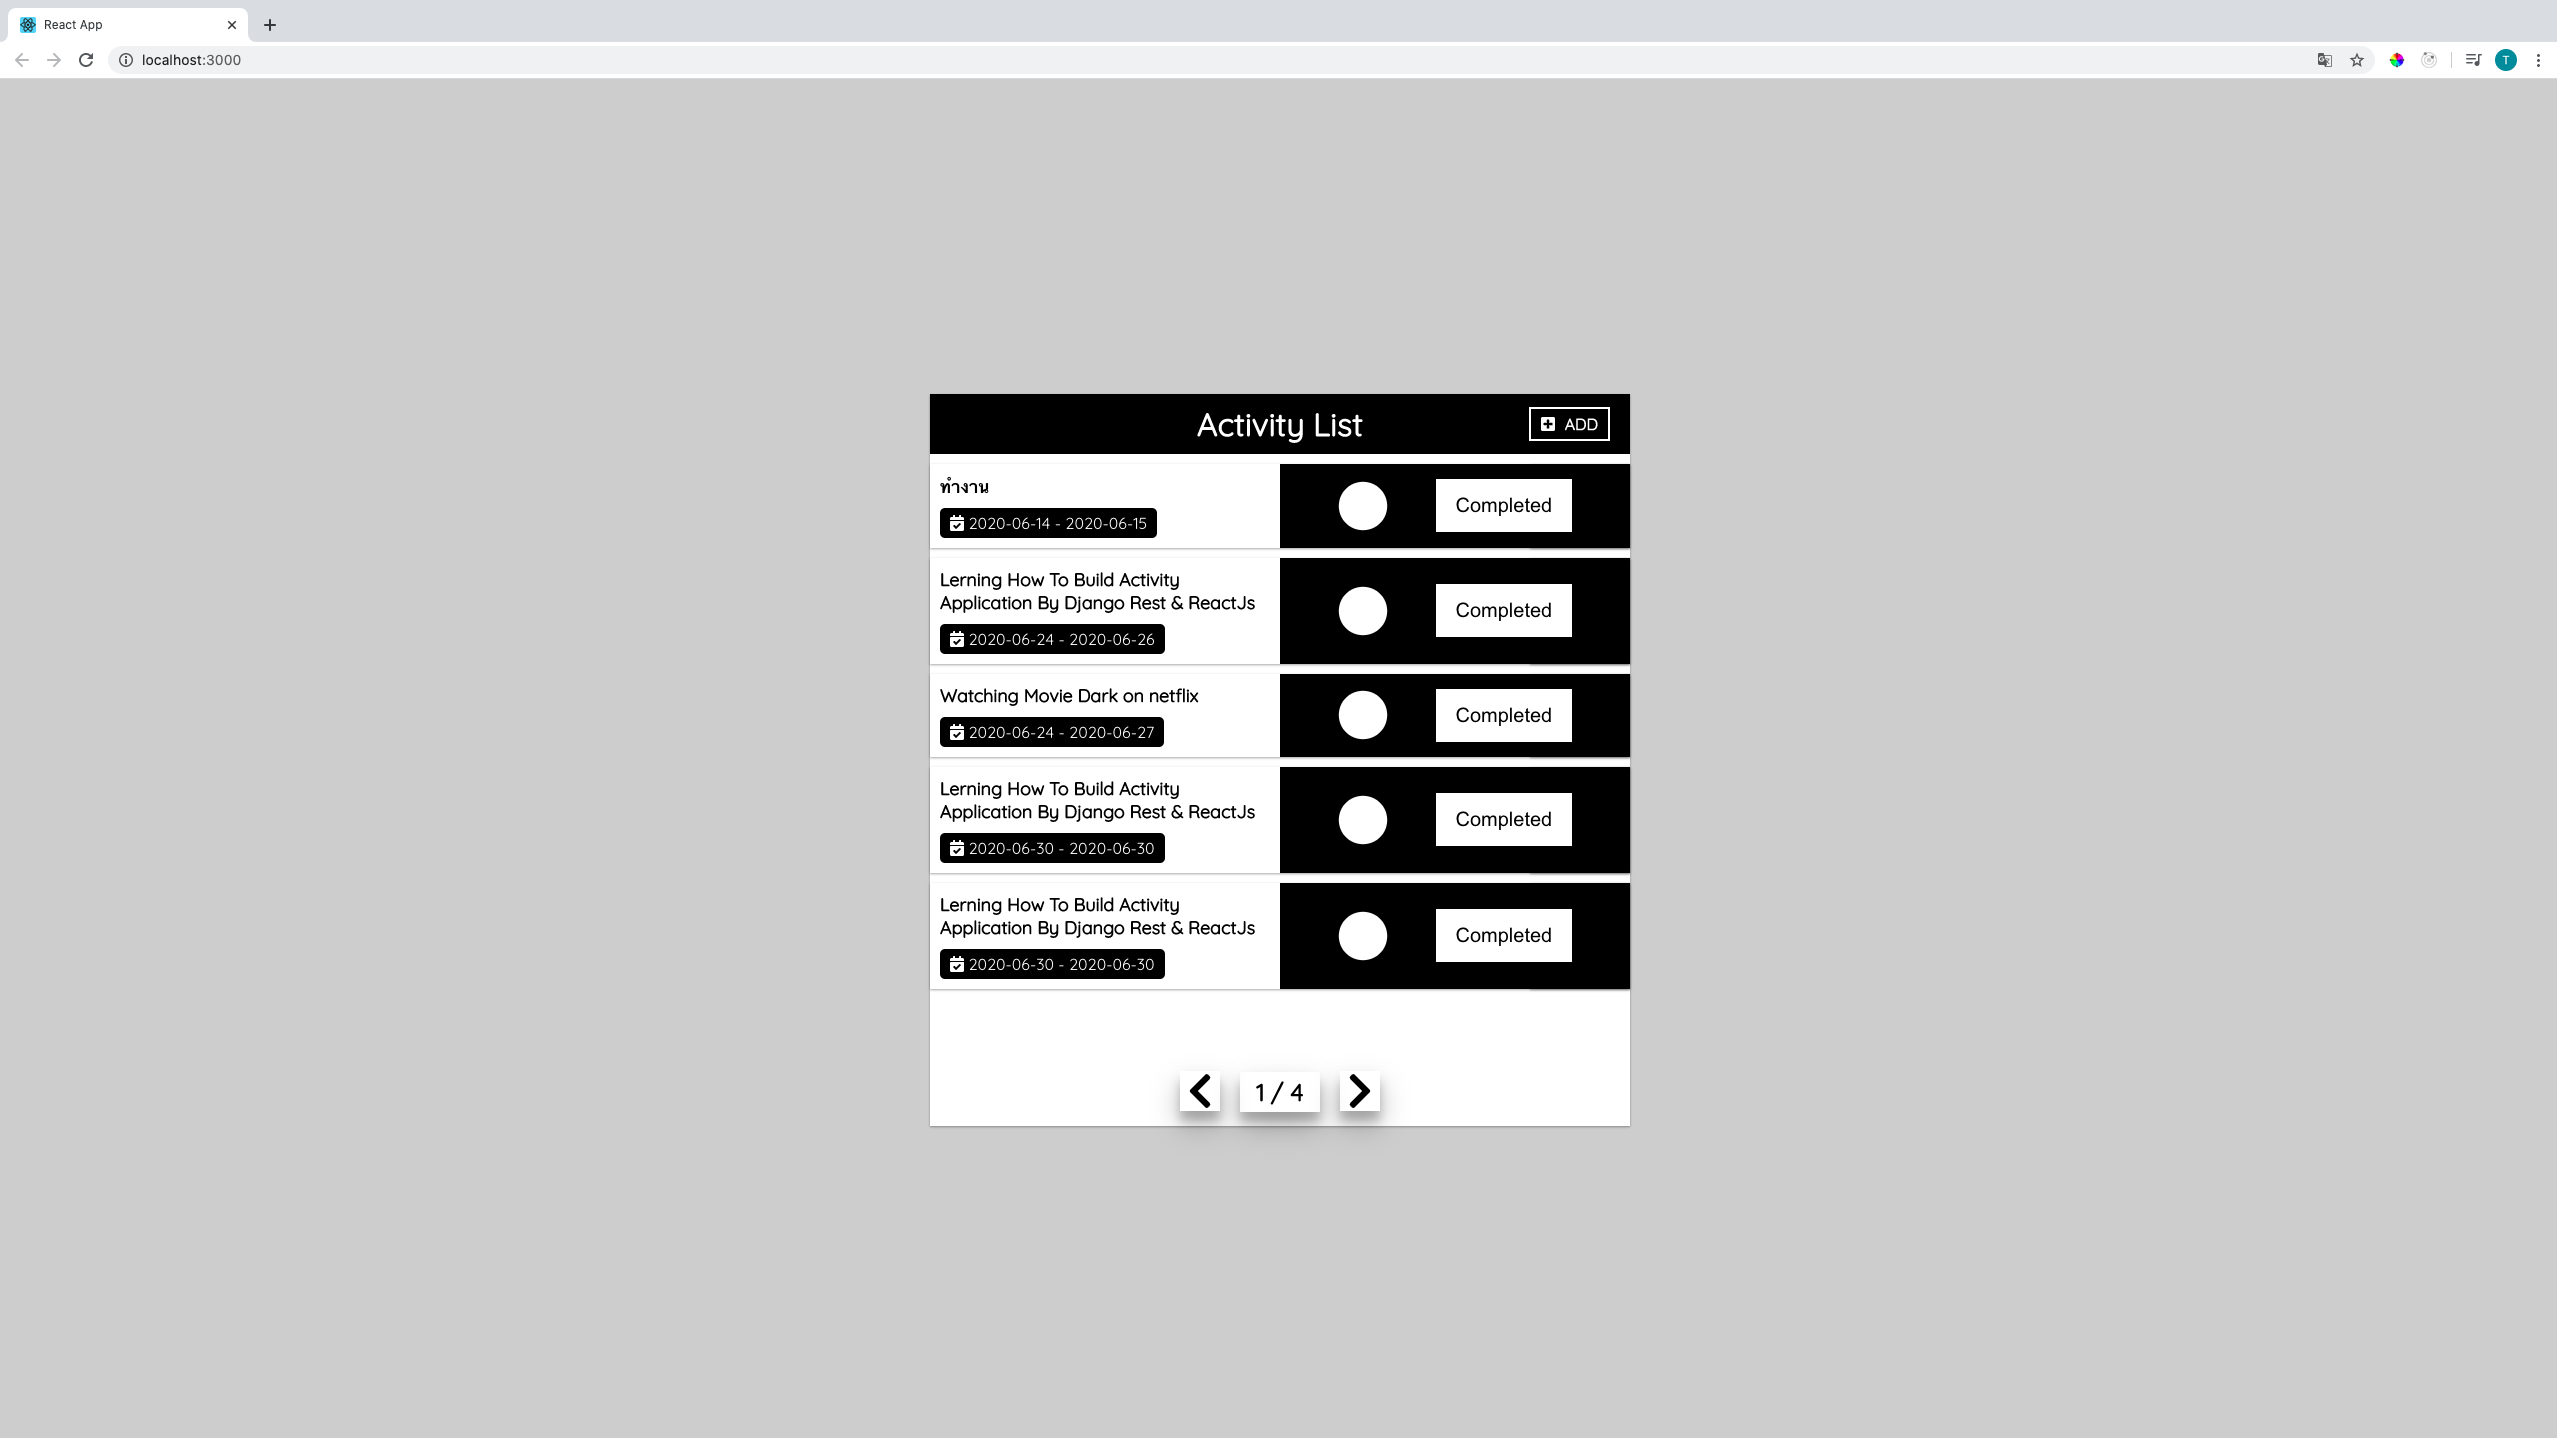 React App
localhost:3000
T
Activity List
ADD
ทำงาน
2020-06-14 - 2020-06-15
Completed
Lerning How To Build Activity
Application By Django Rest & ReactJs
2020-06-24 - 2020-06-26
Completed
Watching Movie Dark on netflix
2020-06-24 - 2020-06-27
Completed
Lerning How To Build Activity
Application By Django Rest & ReactJs
2020-06-30 - 2020-06-30
Completed
Lerning How To Build Activity
Application By Django Rest & ReactJs
2020-06-30 - 2020-06-30
Completed
1 / 4